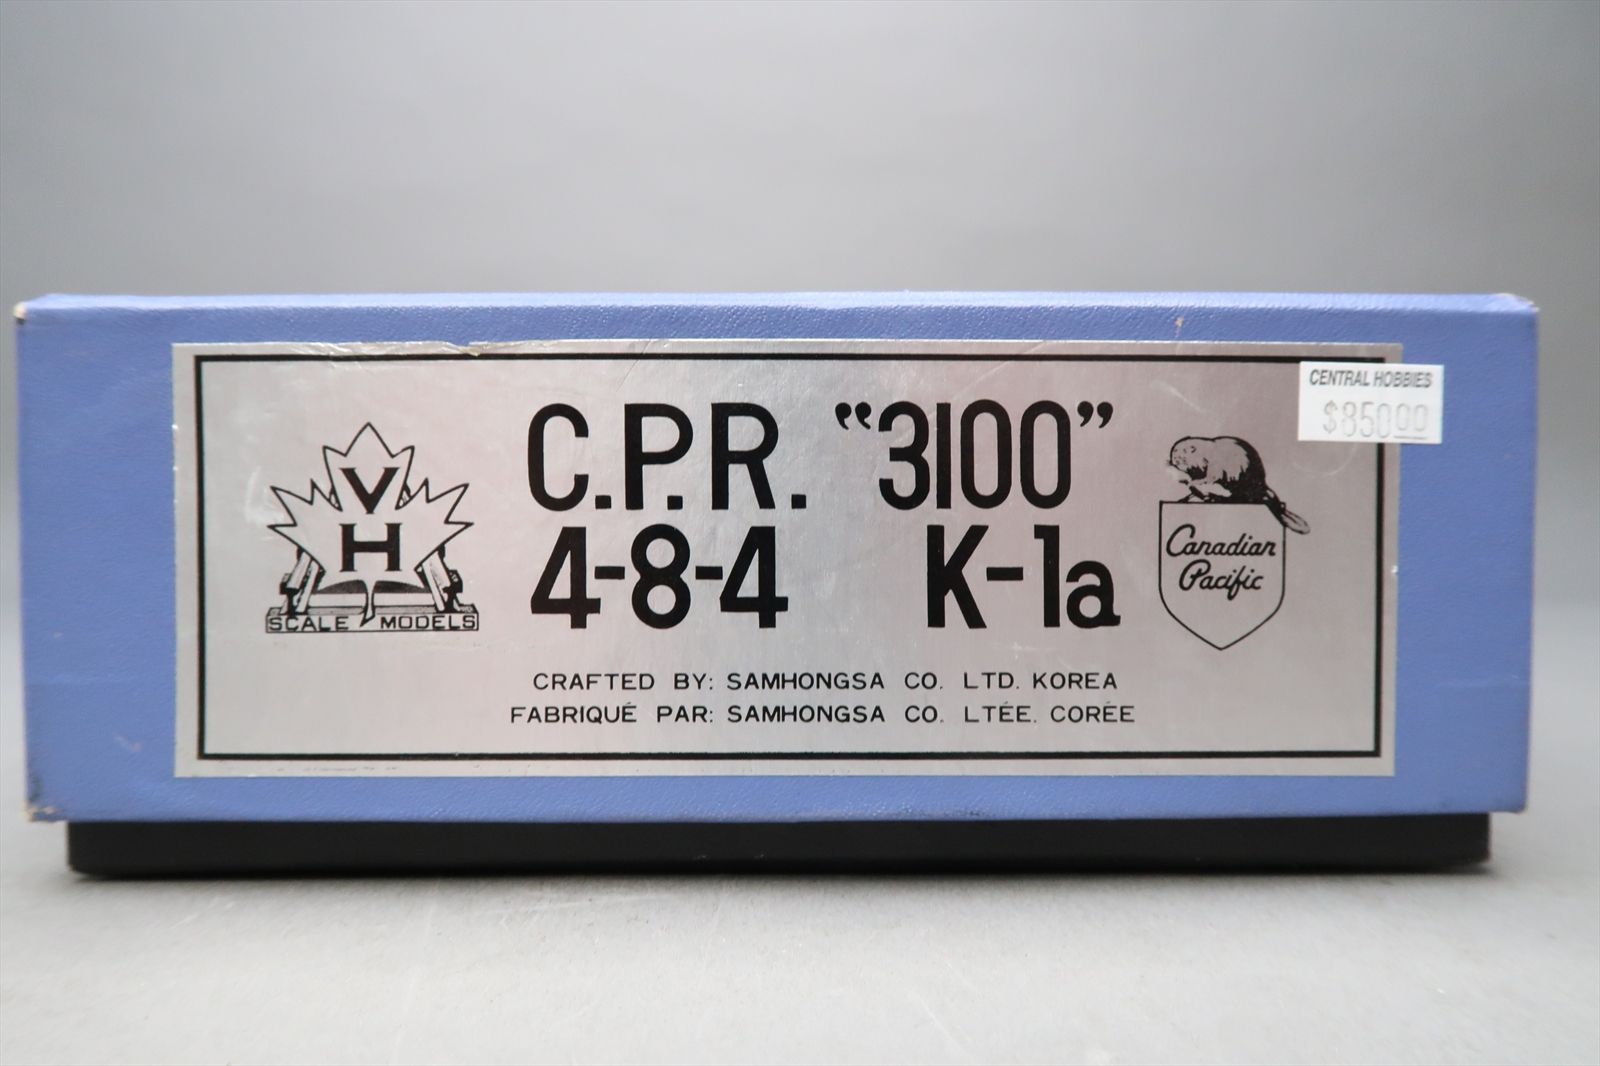 CENTRAL HOBBIES
$850.00
C.P.R. "3100"
4-8-4 K-1a
VH
SCALE MODELS
Canadian
Pacific
CRAFTED BY: SAMHONGSA CO. LTD. KOREA
FABRIQUÉ PAR: SAMHONGSA CO. LTÉE. CORÉE